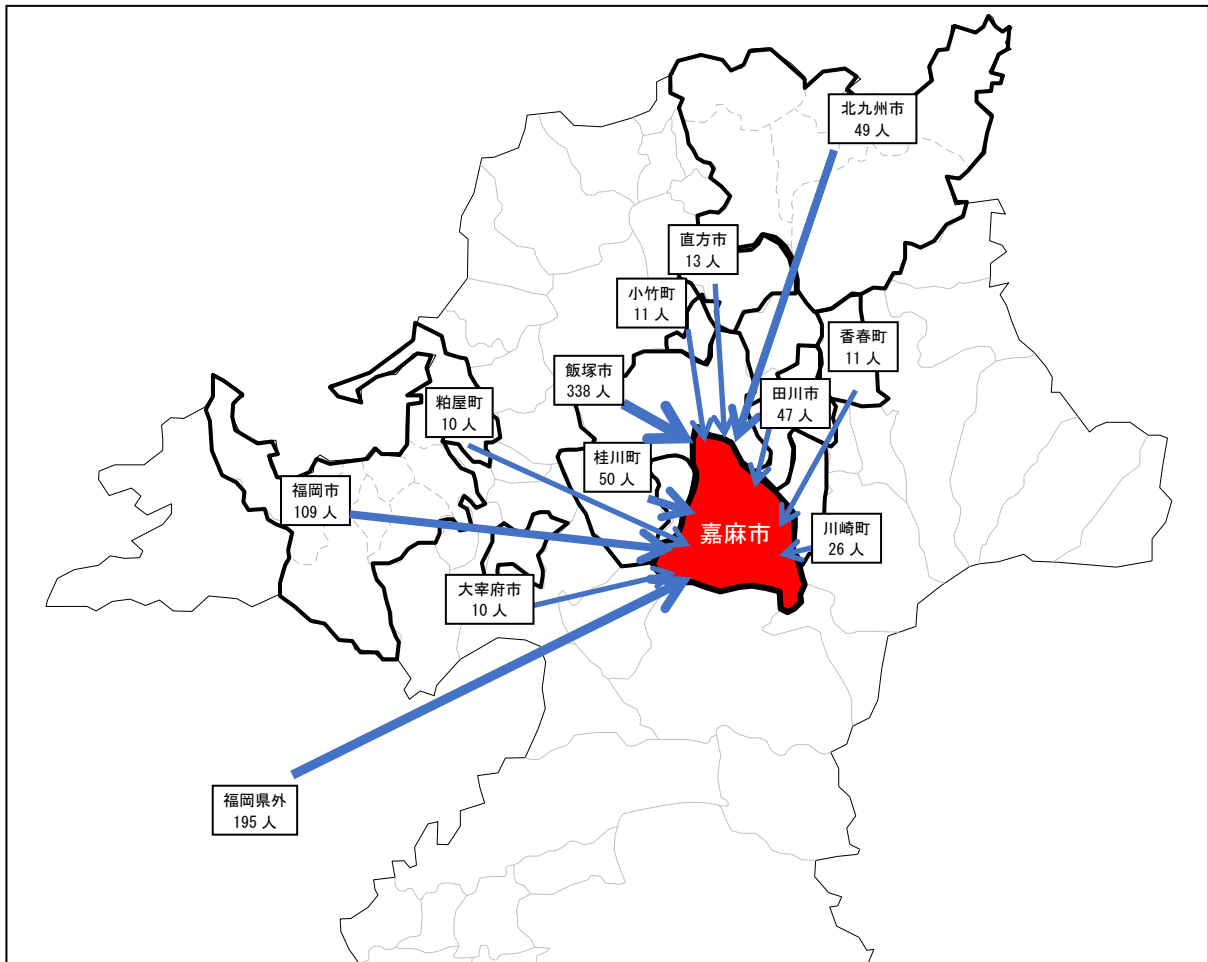 北九州市
49 人
直方市
13 人
小竹町
11 人
香春町
11 人
飯塚市
338 人
田川市
47 人
粕屋町
10 人
桂川町
50 人
福岡市
109 人
嘉麻市
川崎町
26 人
大宰府市
10 人
福岡県外
195 人